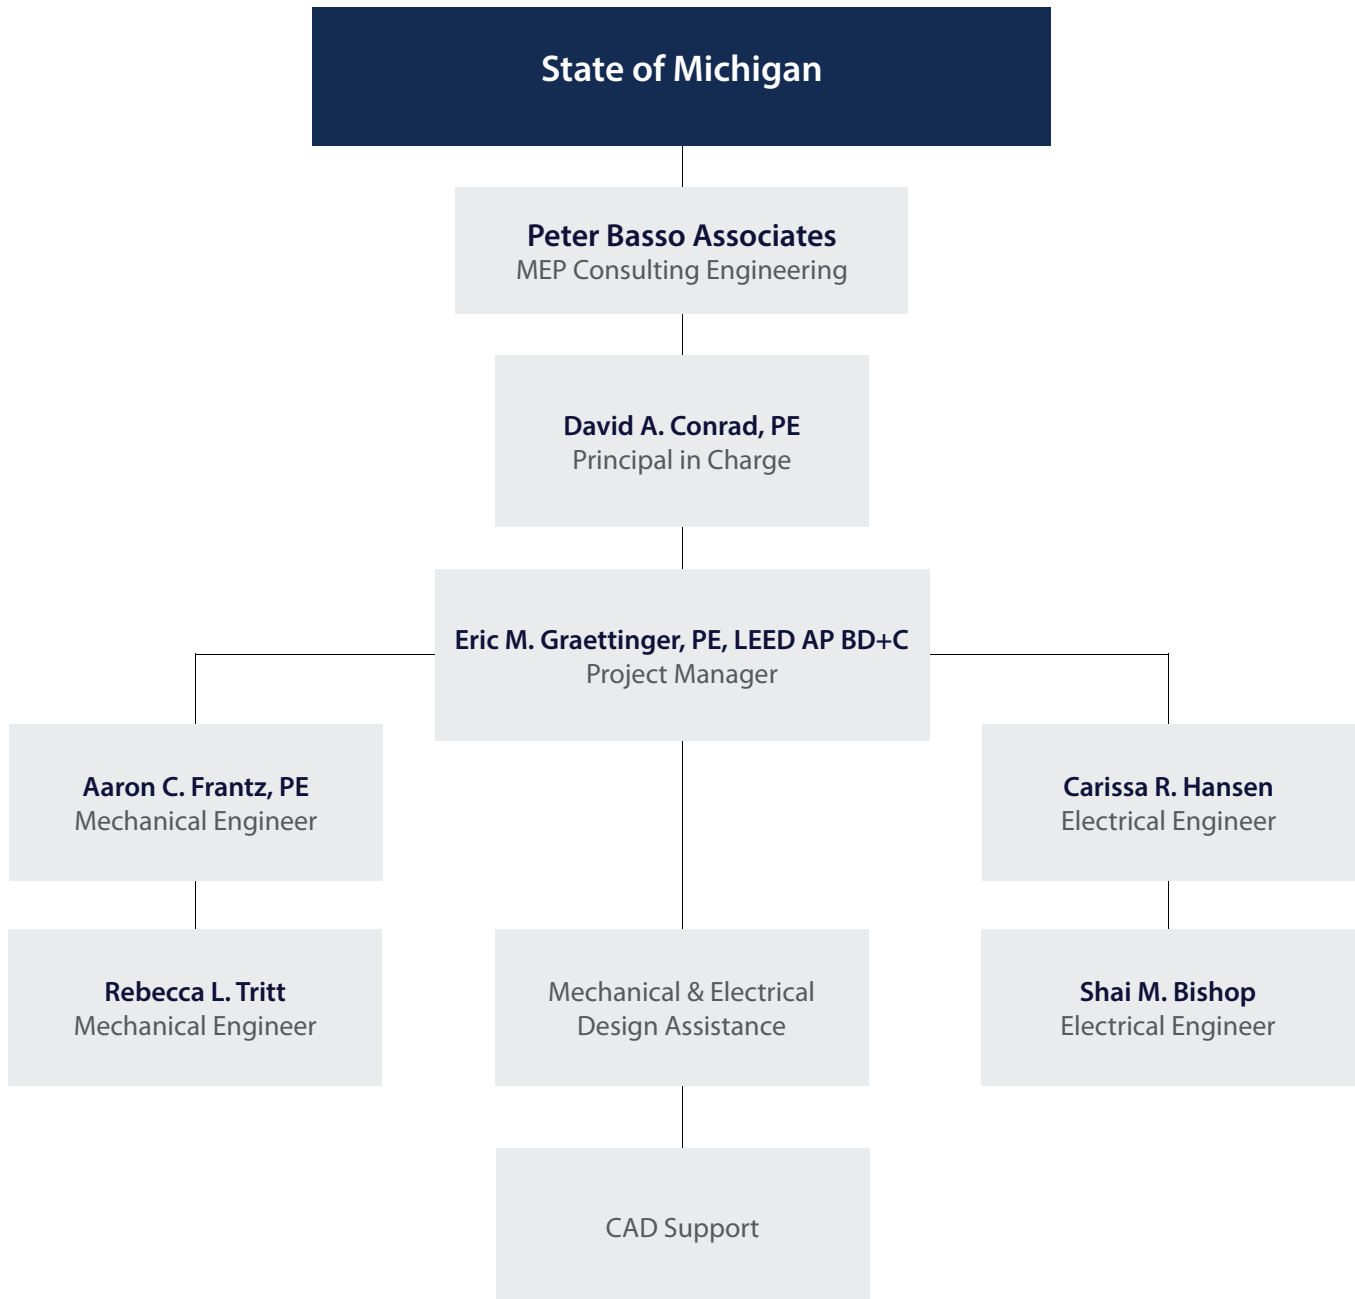 State of Michigan
Peter Basso Associates
MEP Consulting Engineering
David A. Conrad, PE
Principal in Charge
Eric M. Graettinger, PE, LEED AP BD+C
Project Manager
Aaron C. Frantz, PE
Mechanical Engineer
Carissa R. Hansen
Electrical Engineer
Rebecca L. Tritt
Mechanical Engineer
Mechanical & Electrical
Design Assistance
Shai M. Bishop
Electrical Engineer
CAD Support